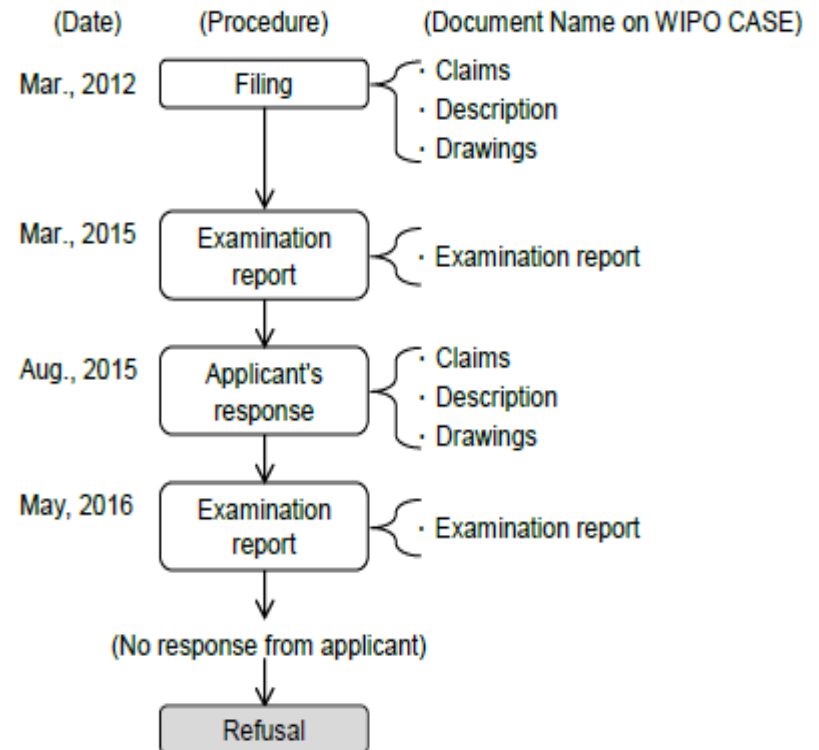 (Date) (Procedure) (Document Name on WIPO CASE)
Mar., 2012 Filing · Claims
· Description
· Drawings
Mar., 2015 Examination report · Examination report
Aug., 2015 Applicant's response · Claims
· Description
· Drawings
May, 2016 Examination report · Examination report
(No response from applicant)
Refusal